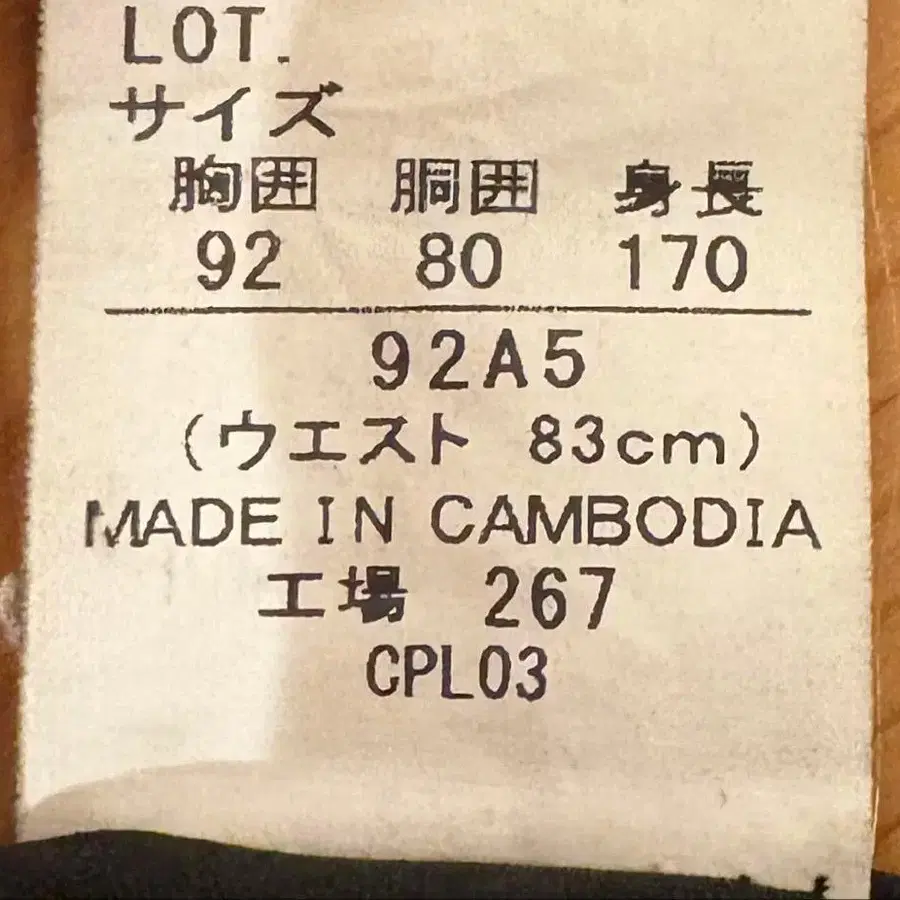 LOT.
サイズ
胸囲 胴囲 身長
92 80 170
92A5
(ウエスト 83cm)
MADE IN CAMBODIA
工場 267
CPL03